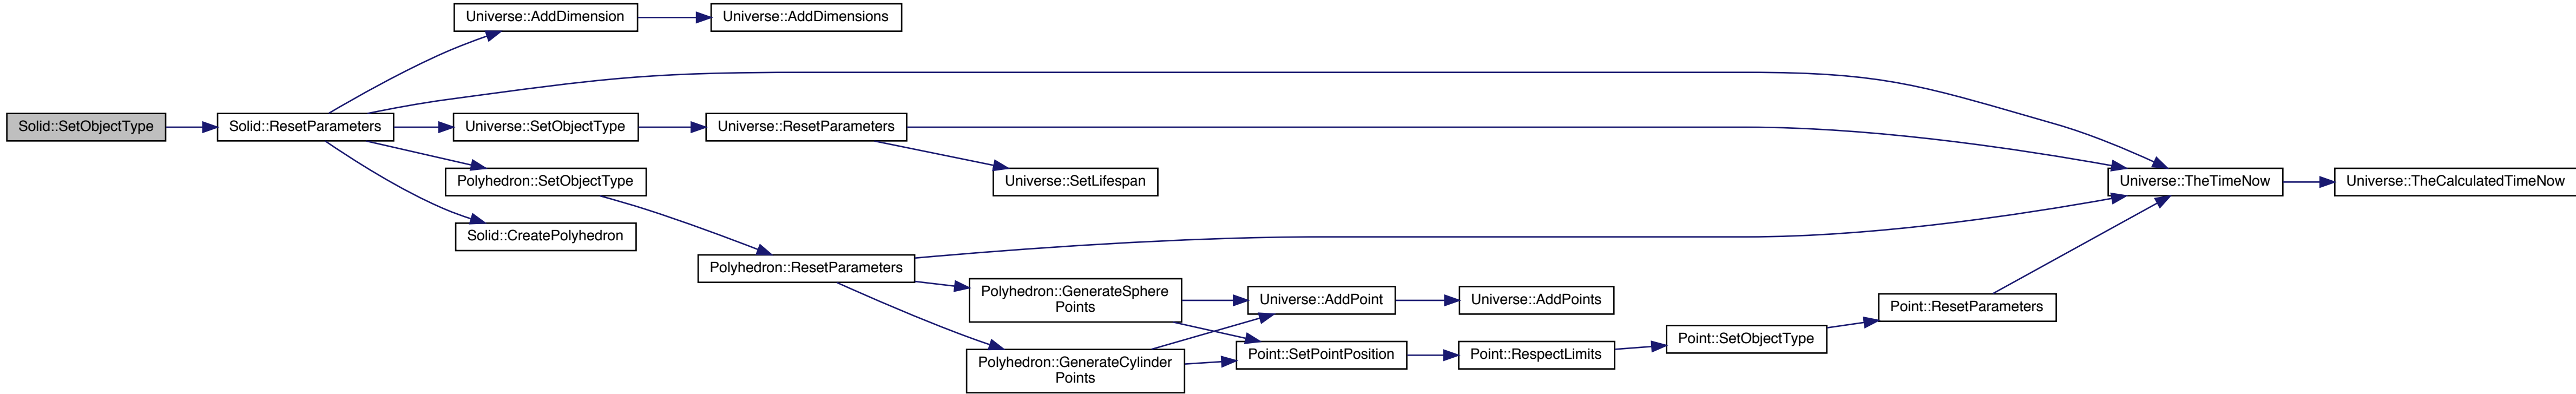 Universe::AddDimension
Universe::AddDimensions
Solid::SetObjectType
Solid::ResetParameters
Universe::SetObjectType
Universe::ResetParameters
Polyhedron::SetObjectType
Universe::SetLifespan
Universe::TheTimeNow
Universe::TheCalculatedTimeNow
Solid::CreatePolyhedron
Polyhedron::ResetParameters
Polyhedron::GenerateSphere
Points
Universe::AddPoint
Universe::AddPoints
Point::ResetParameters
Point::SetObjectType
Polyhedron::GenerateCylinder
Points
Point::SetPointPosition
Point::RespectLimits